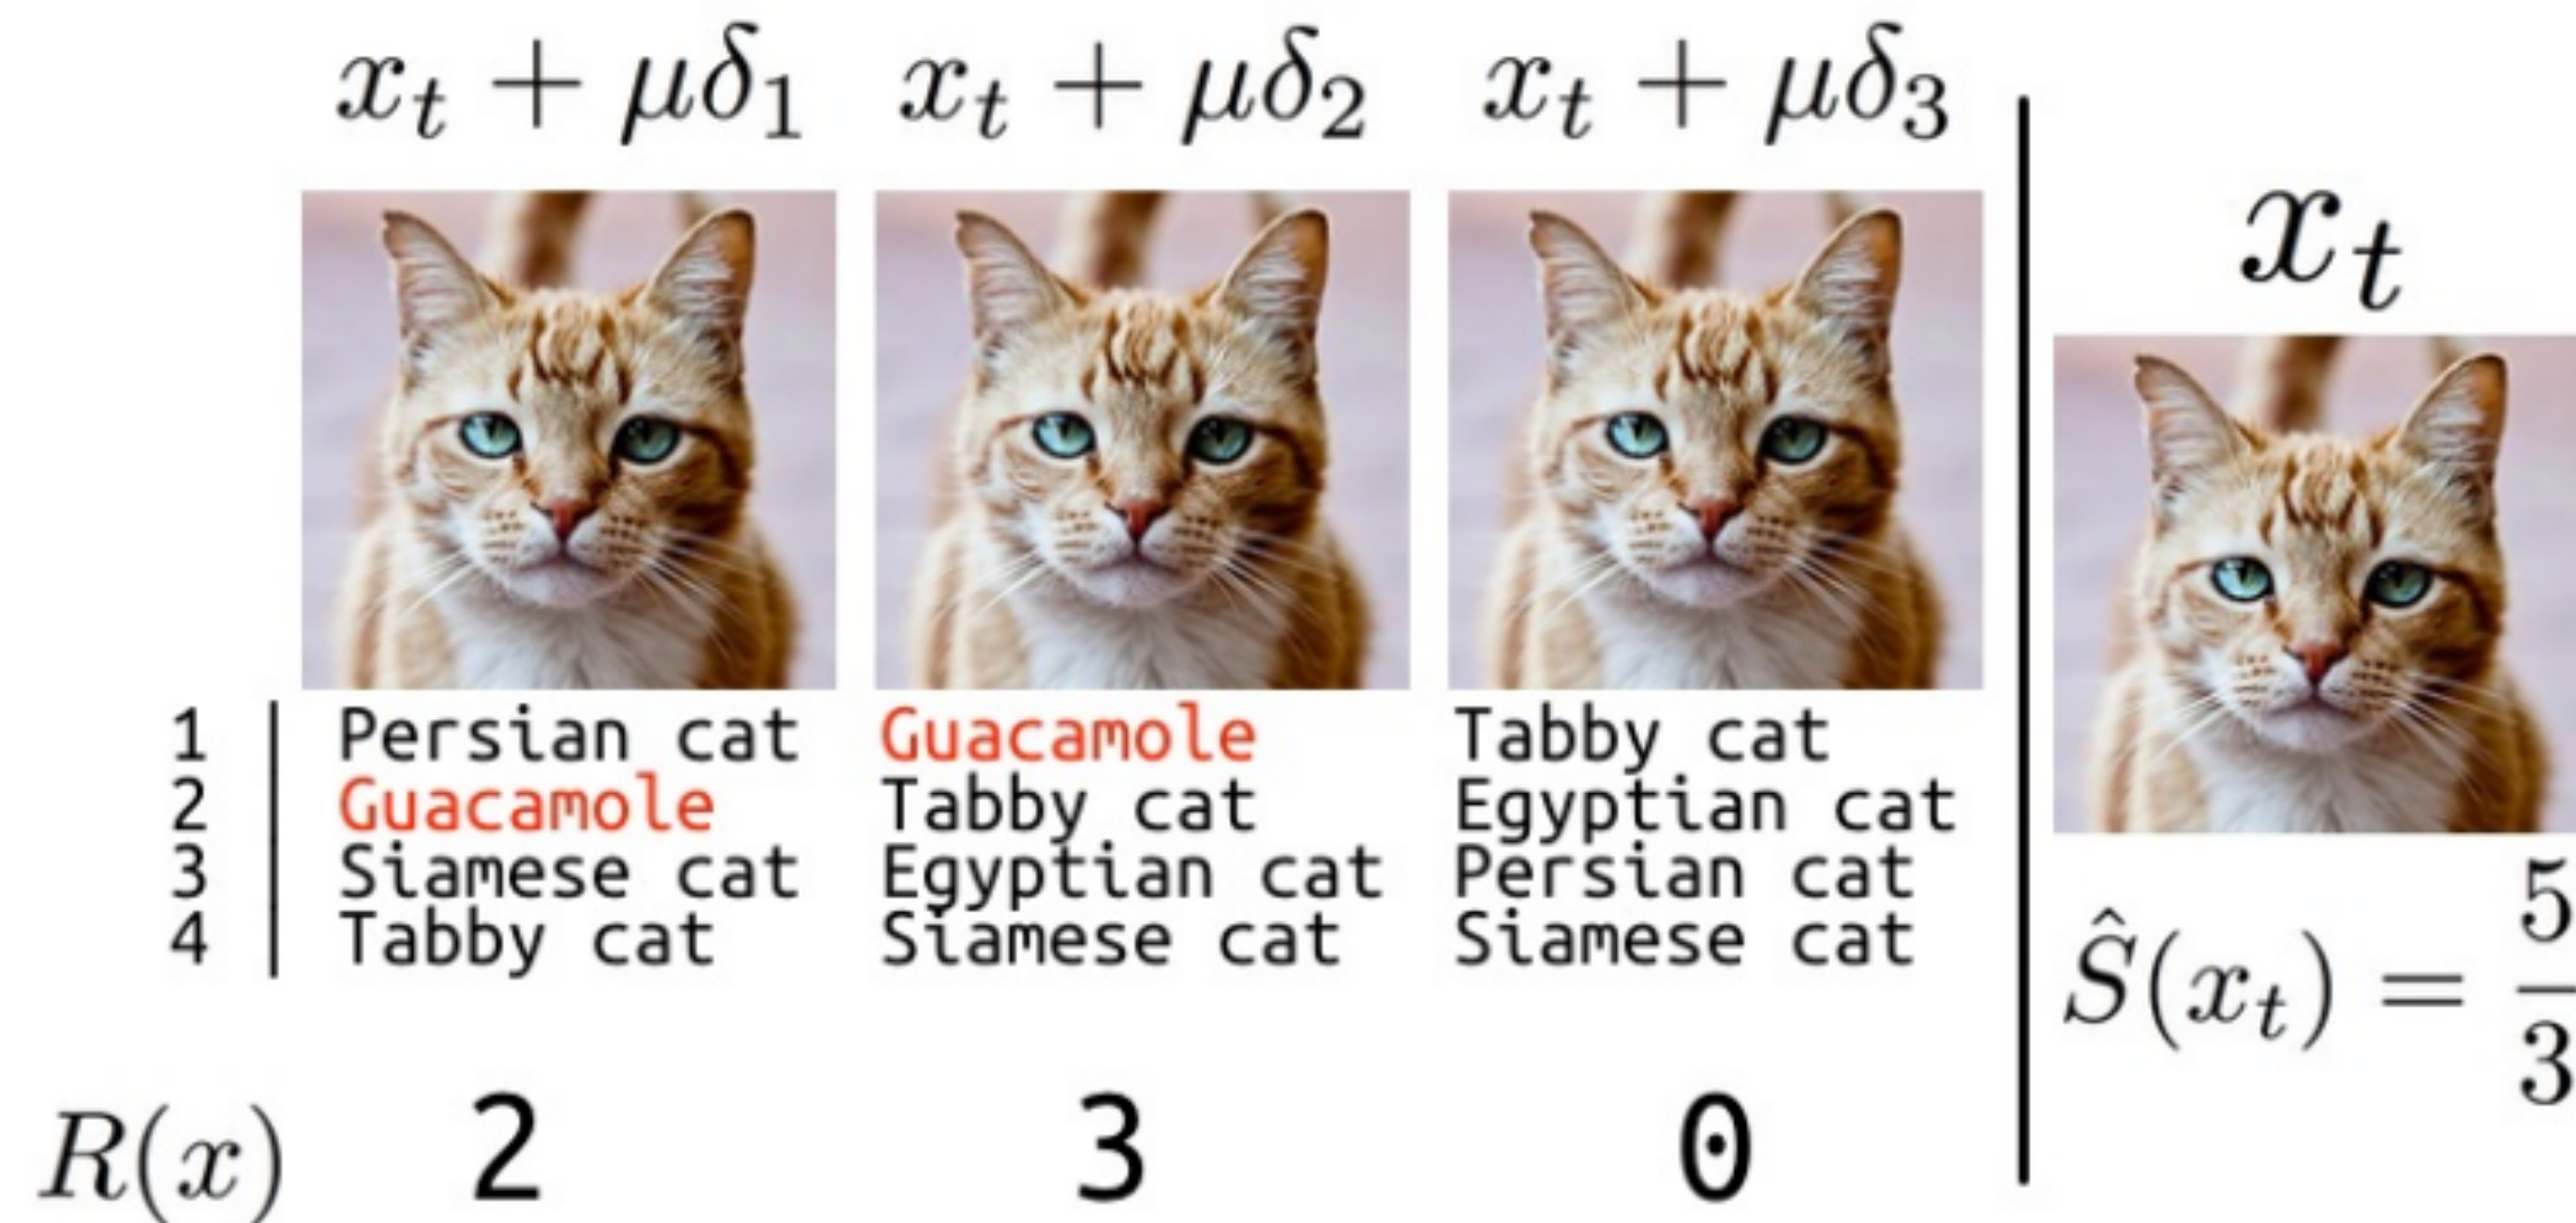 x_t + μδ_1 x_t + μδ_2 x_t + μδ_3
x_t
1 Persian cat Guacamole Tabby cat
2 Guacamole Tabby cat Egyptian cat
3 Siamese cat Egyptian cat Persian cat
4 Tabby cat Siamese cat Siamese cat
Ŝ(x_t) = 5/3
R(x) 2 3 0